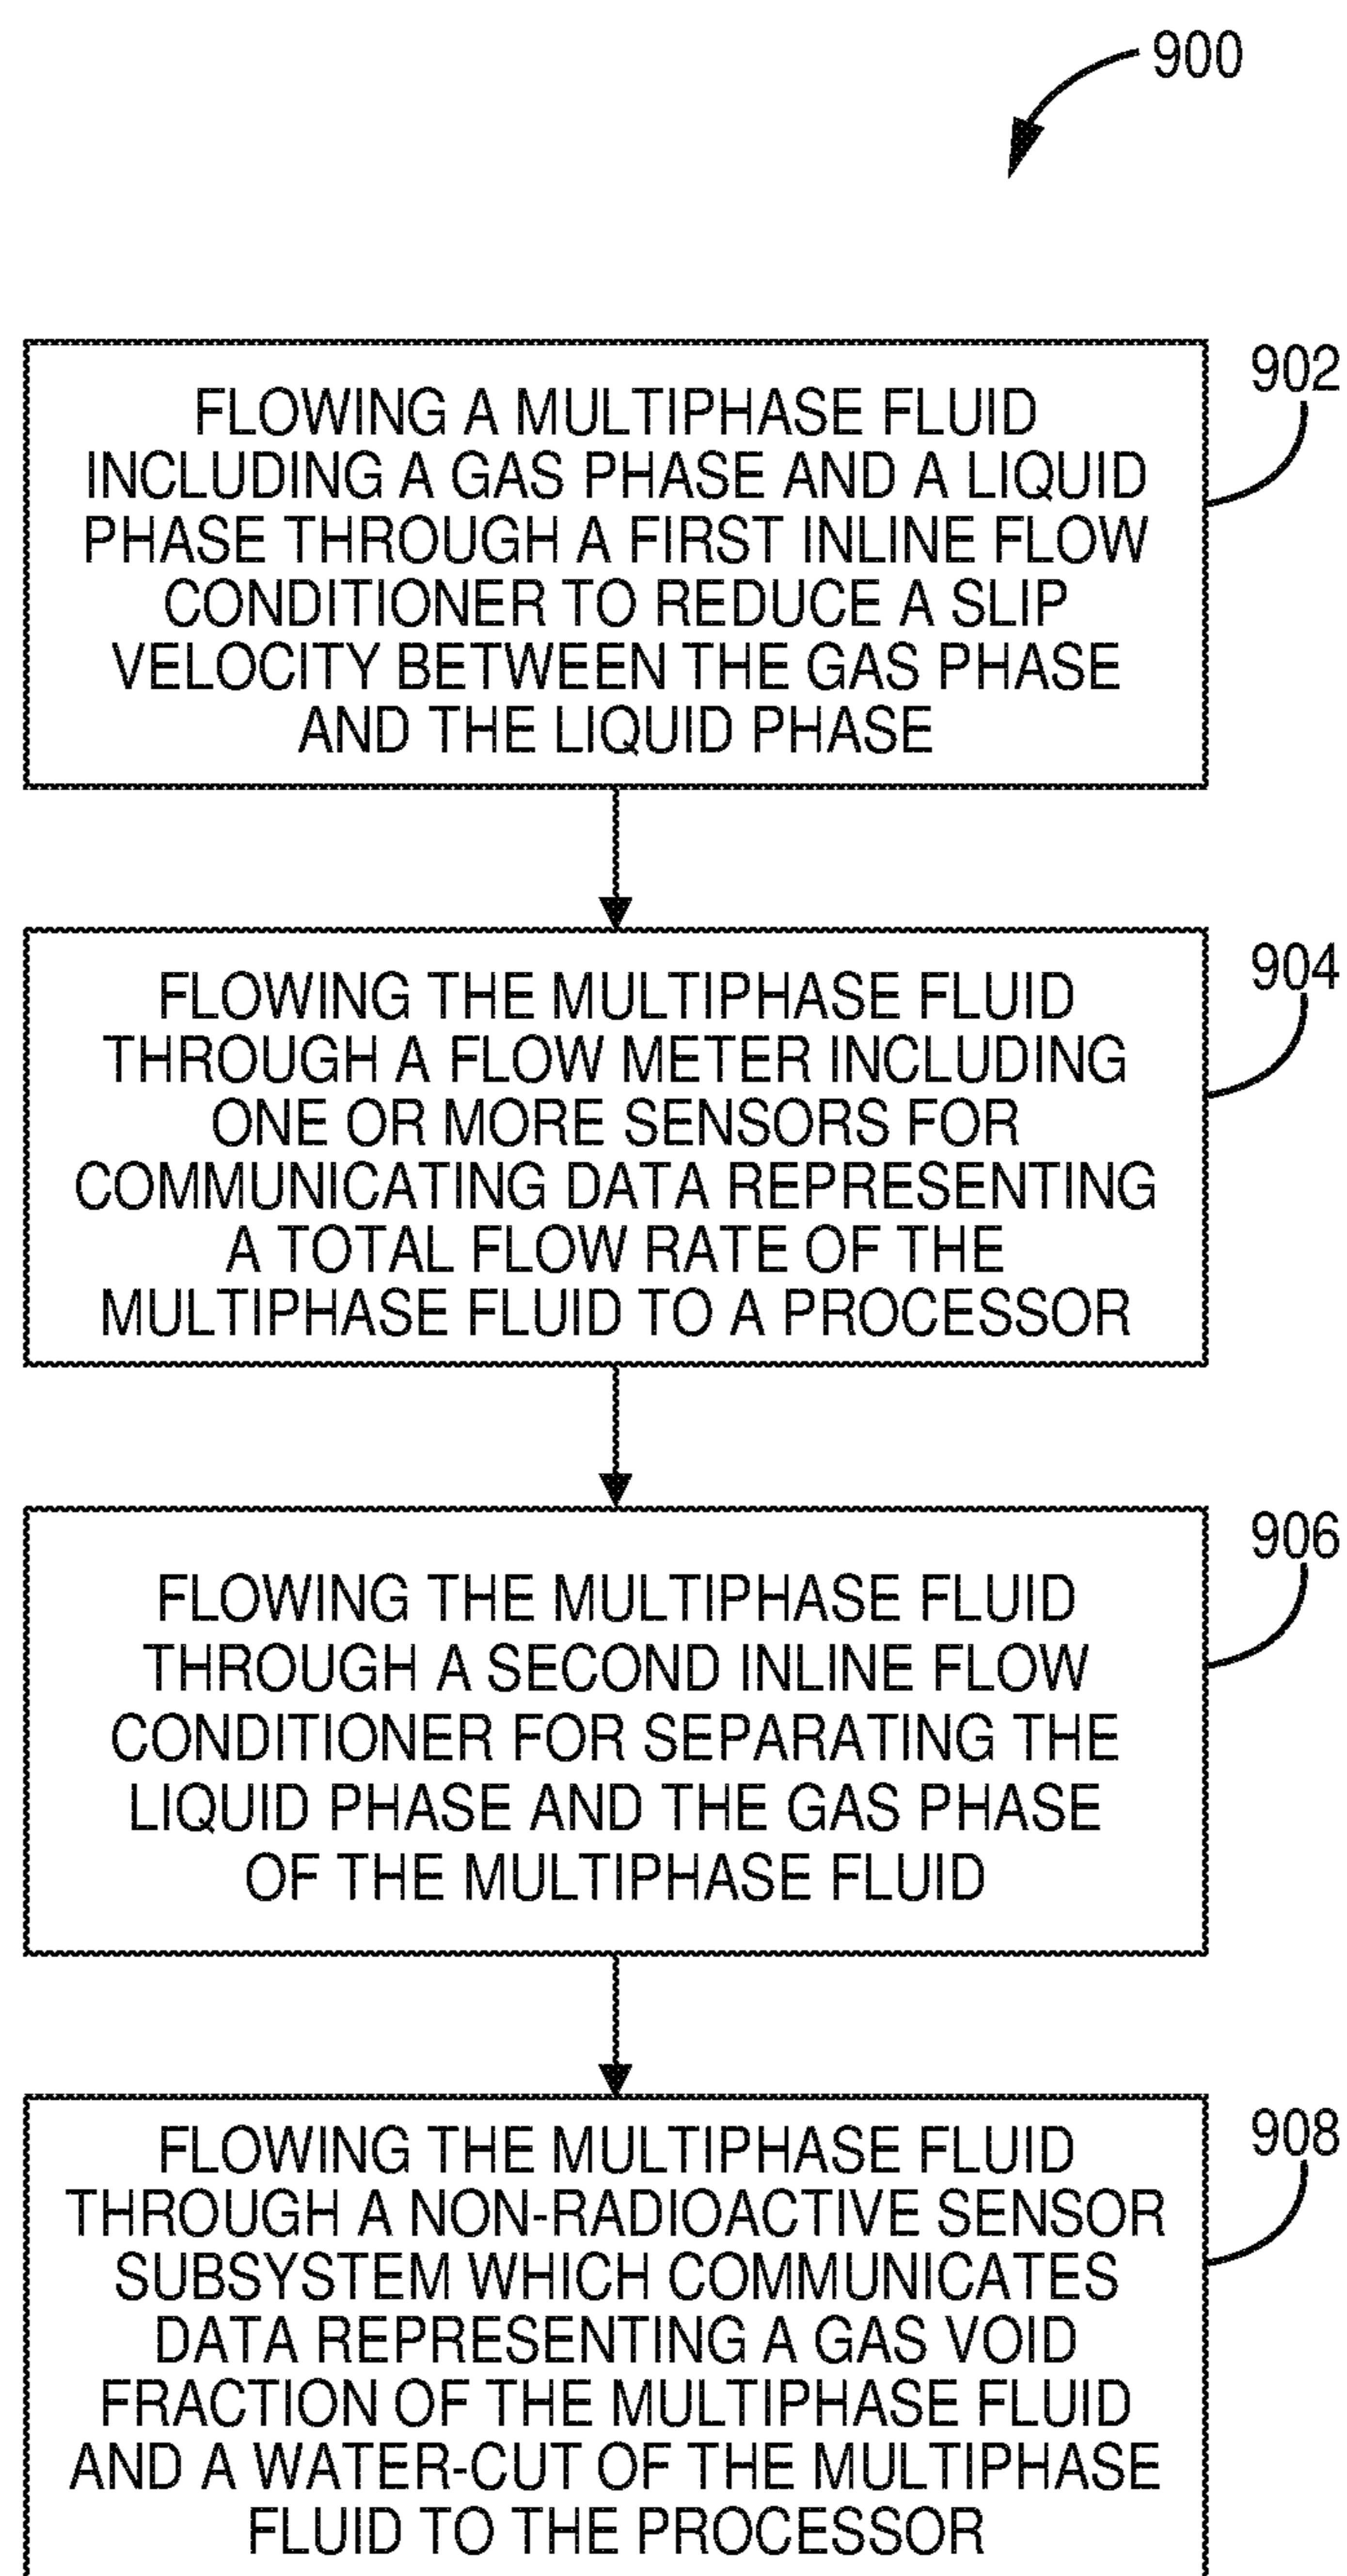 900
902
FLOWING A MULTIPHASE FLUID
INCLUDING A GAS PHASE AND A LIQUID
PHASE THROUGH A FIRST INLINE FLOW
CONDITIONER TO REDUCE A SLIP
VELOCITY BETWEEN THE GAS PHASE
AND THE LIQUID PHASE
904
FLOWING THE MULTIPHASE FLUID
THROUGH A FLOW METER INCLUDING
ONE OR MORE SENSORS FOR
COMMUNICATING DATA REPRESENTING
A TOTAL FLOW RATE OF THE
MULTIPHASE FLUID TO A PROCESSOR
906
FLOWING THE MULTIPHASE FLUID
THROUGH A SECOND INLINE FLOW
CONDITIONER FOR SEPARATING THE
LIQUID PHASE AND THE GAS PHASE
OF THE MULTIPHASE FLUID
908
FLOWING THE MULTIPHASE FLUID
THROUGH A NON-RADIOACTIVE SENSOR
SUBSYSTEM WHICH COMMUNICATES
DATA REPRESENTING A GAS VOID
FRACTION OF THE MULTIPHASE FLUID
AND A WATER-CUT OF THE MULTIPHASE
FLUID TO THE PROCESSOR